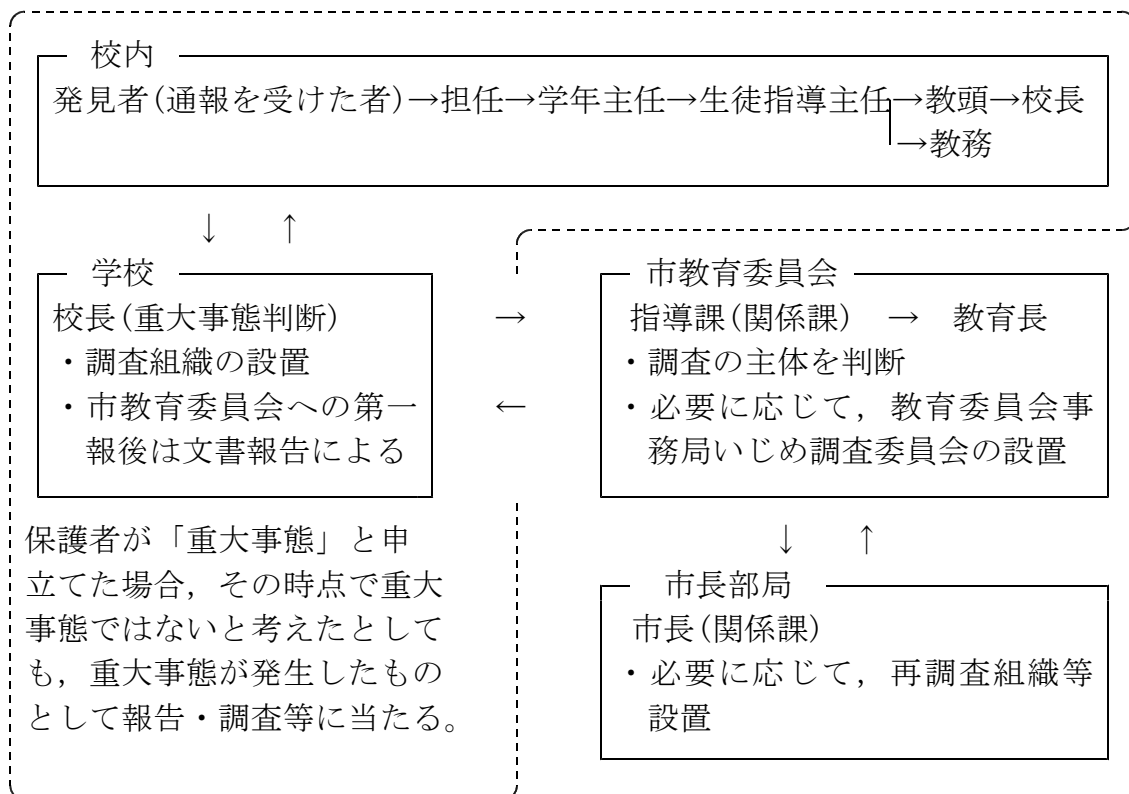 校内
発見者(通報を受けた者)→担任→学年主任→生徒指導主任→教頭→校長
→教務
↓ ↑
学校
校長(重大事態判断)
・調査組織の設置
・市教育委員会への第一
報後は文書報告による
→
←
市教育委員会
指導課(関係課) → 教育長
・調査の主体を判断
・必要に応じて，教育委員会事
務局いじめ調査委員会の設置
保護者が「重大事態」と申
立てた場合，その時点で重大
事態ではないと考えたとして
も，重大事態が発生したもの
として報告・調査等に当たる。
↓ ↑
市長部局
市長(関係課)
・必要に応じて，再調査組織等
設置